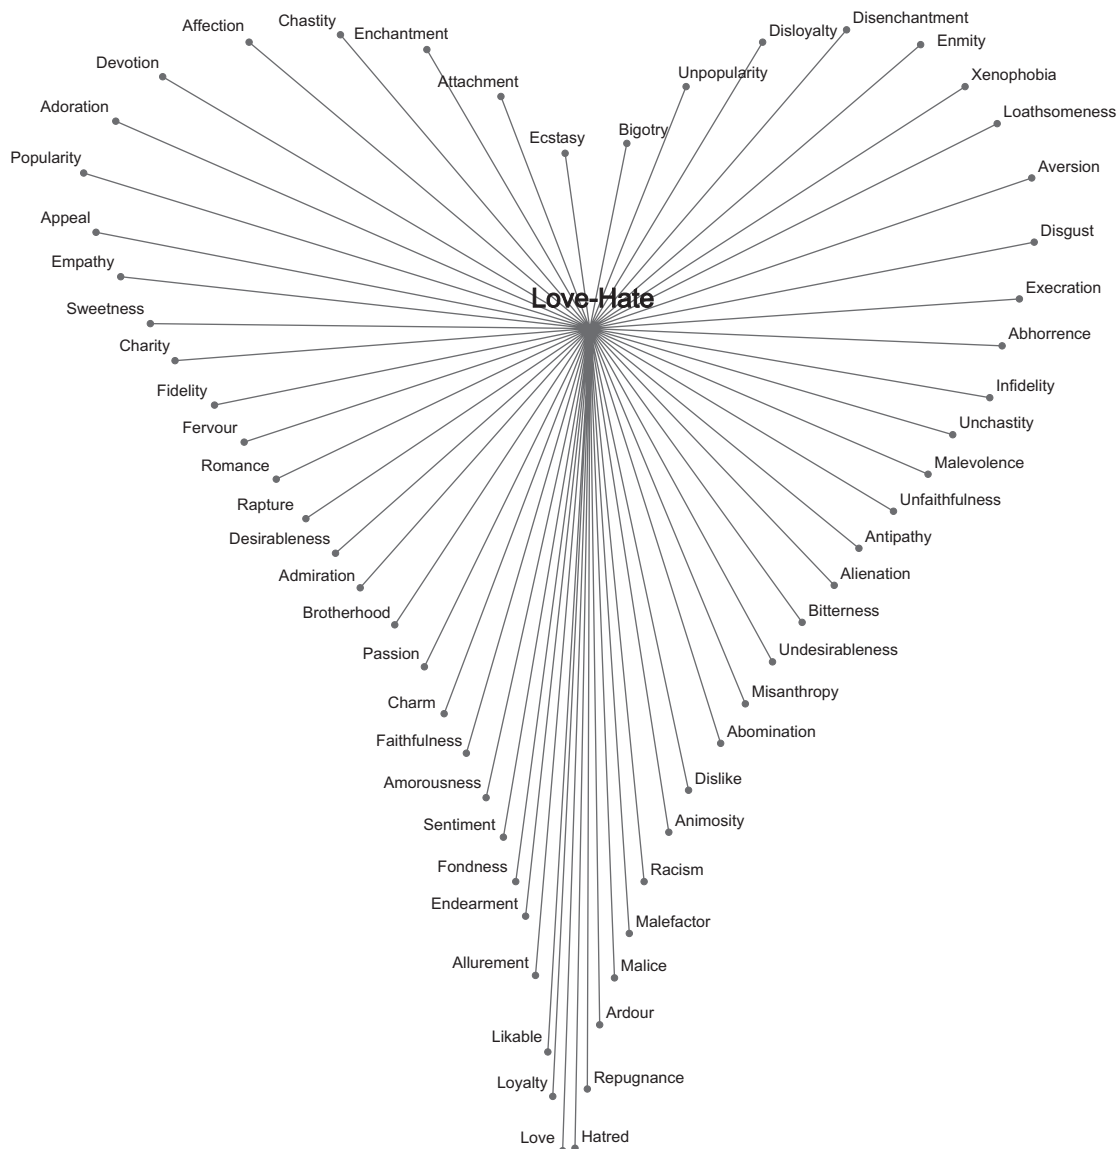 Disenchantment
Chastity
Affection
Disloyalty
Enchantment
Enmity
Devotion
Unpopularity
Xenophobia
Attachment
Adoration
Loathsomeness
Bigotry
Ecstasy
Popularity
Aversion
Appeal
Disgust
Empathy
Execration
Love-Hate
Sweetness
Abhorrence
Charity
Infidelity
Fidelity
Unchastity
Fervour
Malevolence
Romance
Unfaithfulness
Rapture
Antipathy
Desirableness
Alienation
Admiration
Bitterness
Brotherhood
Undesirableness
Passion
Misanthropy
Charm
Abomination
Faithfulness
Dislike
Amorousness
Animosity
Sentiment
Fondness
Racism
Endearment
Malefactor
Allurement
Malice
Ardour
Likable
Repugnance
Loyalty
Love
Hatred